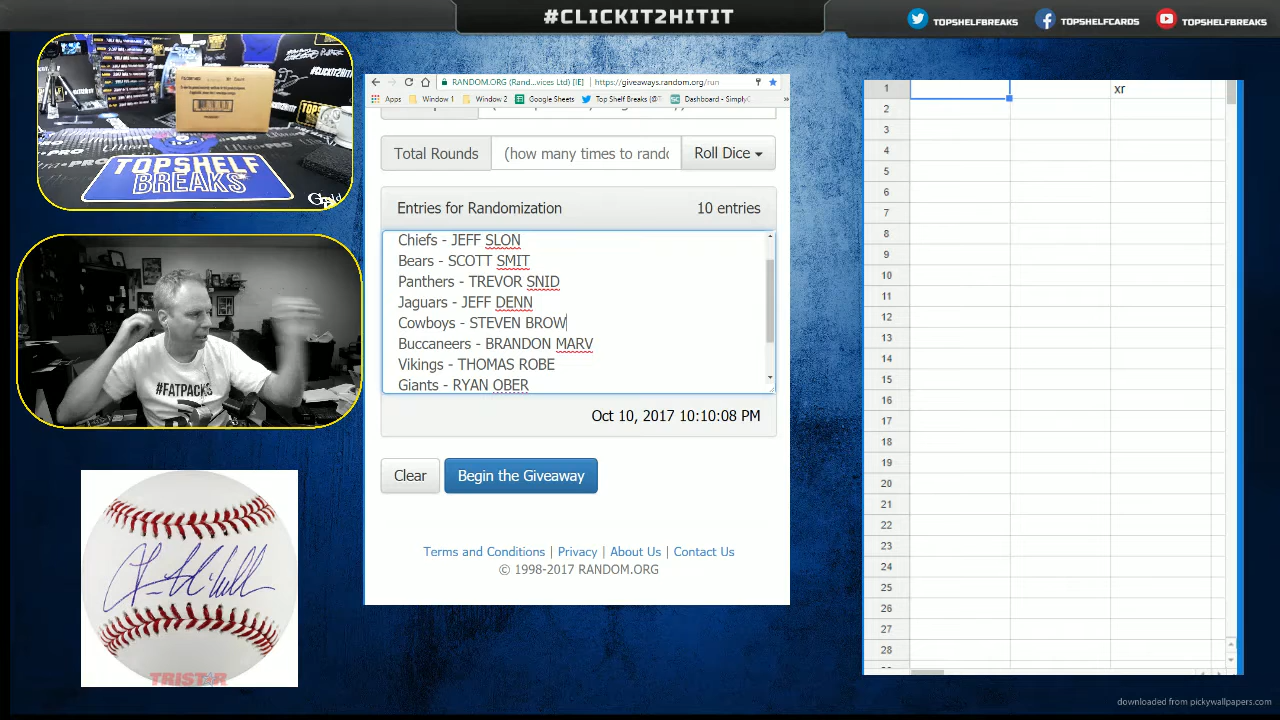 #CLICKIT2HITIT
TOPSHELFBREAKS
TOPSHELFCARDS
TOPSHELFBREAKS
TOPSHELF
BREAKS
#FATPACKS
TRISTAR
RANDOM.ORG (Rand...vices Ltd) [IE]
https://giveaways.random.org/run
Apps
Window 1
Window 2
Google Sheets
Top Shelf Breaks (@T
Dashboard - SimplyC
»
Total Rounds
(how many times to rando
Roll Dice
Entries for Randomization
10 entries
Chiefs - JEFF SLON
Bears - SCOTT SMIT
Panthers - TREVOR SNID
Jaguars - JEFF DENN
Cowboys - STEVEN BROW
Buccaneers - BRANDON MARV
Vikings - THOMAS ROBE
Giants - RYAN OBER
Oct 10, 2017 10:10:08 PM
Clear
Begin the Giveaway
Terms and Conditions | Privacy | About Us | Contact Us
© 1998-2017 RANDOM.ORG
xr
2
3
4
5
6
7
8
9
10
11
12
13
14
15
16
17
18
19
20
21
22
23
24
25
26
27
28
downloaded from pickywallpapers.com